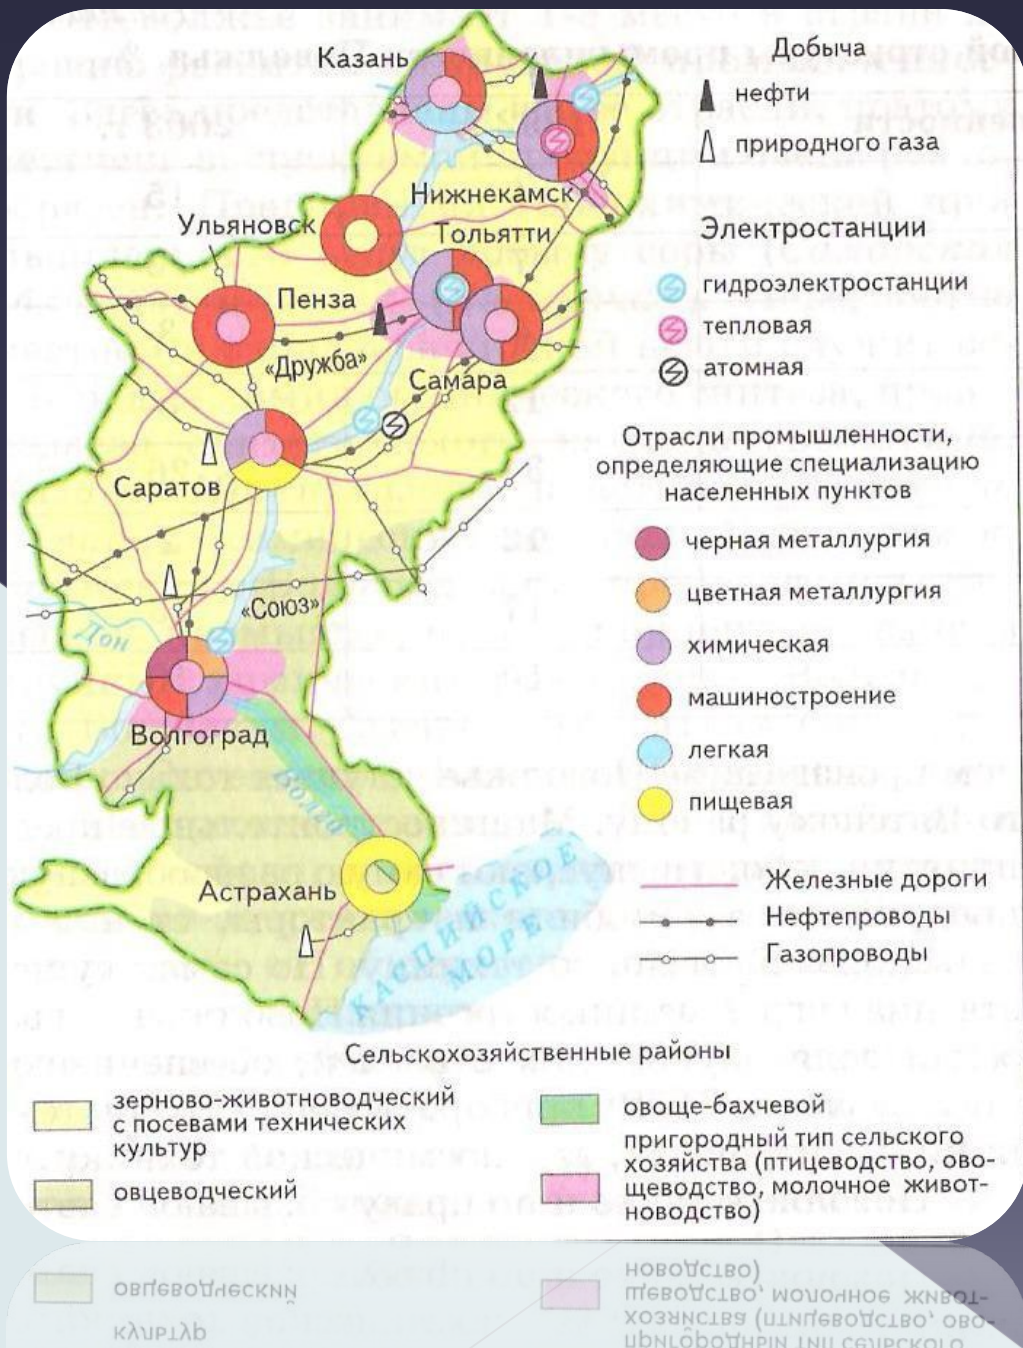 Казань
Нижнекамск
Ульяновск
Тольятти
Пенза
«Дружба»
Самара
Саратов
«Союз»
Дон
Волгоград
Волга
Астрахань
КАСПИЙСКОЕ
МОРЕ
Добыча
нефти
природного газа
Электростанции
гидроэлектростанции
тепловая
атомная
Отрасли промышленности,
определяющие специализацию
населенных пунктов
черная металлургия
цветная металлургия
химическая
машиностроение
легкая
пищевая
Железные дороги
Нефтепроводы
Газопроводы
Сельскохозяйственные районы
зерново-животноводческий
с посевами технических
культур
овцеводческий
овоще-бахчевой
пригородный тип сельского
хозяйства (птицеводство, ово-
щеводство, молочное живот-
новодство)